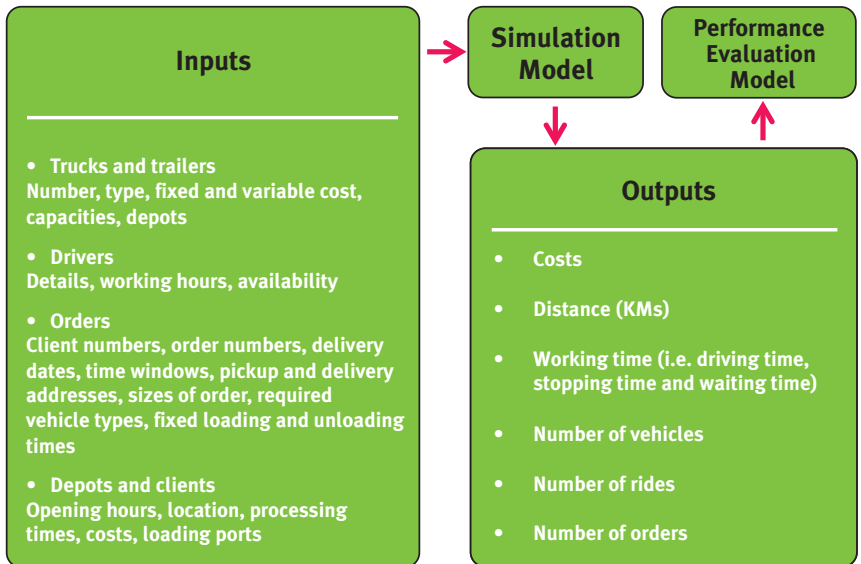 Inputs
• Trucks and trailers
Number, type, fixed and variable cost,
capacities, depots
• Drivers
Details, working hours, availability
• Orders
Client numbers, order numbers, delivery
dates, time windows, pickup and delivery
addresses, sizes of order, required
vehicle types, fixed loading and unloading
times
• Depots and clients
Opening hours, location, processing
times, costs, loading ports
Simulation
Model
Performance
Evaluation
Model
Outputs
• Costs
• Distance (KMs)
• Working time (i.e. driving time,
stopping time and waiting time)
• Number of vehicles
• Number of rides
• Number of orders